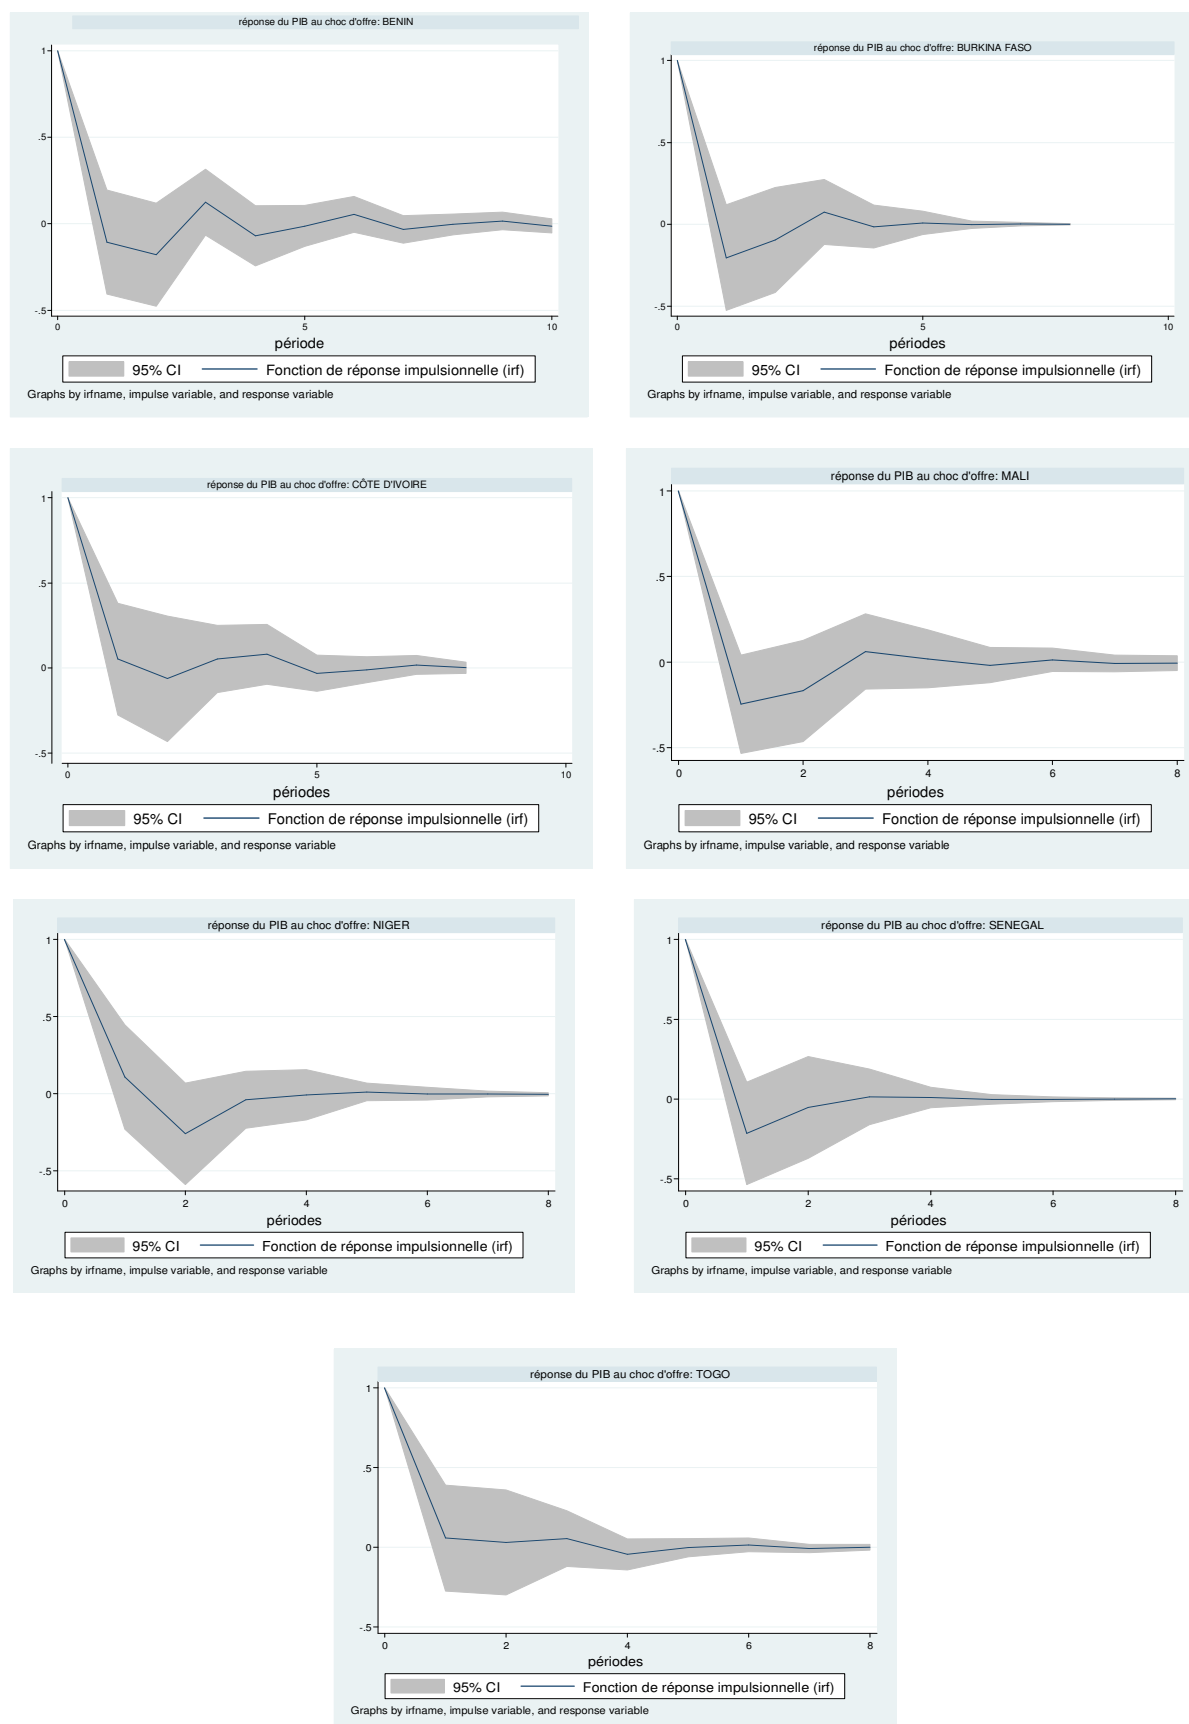 réponse du PIB au choc d'offre: BENIN
1
.5
0
-.5
0 5 10
période
95% CI Fonction de réponse impulsionnelle (irf)
Graphs by irfname, impulse variable, and response variable
réponse du PIB au choc d'offre: BURKINA FASO
1
.5
0
-.5
0 5 10
périodes
95% CI Fonction de réponse impulsionnelle (irf)
Graphs by irfname, impulse variable, and response variable
réponse du PIB au choc d'offre: CÔTE D'IVOIRE
1
.5
0
-.5
0 5 10
périodes
95% CI Fonction de réponse impulsionnelle (irf)
Graphs by irfname, impulse variable, and response variable
réponse du PIB au choc d'offre: MALI
1
.5
0
-.5
0 2 4 6 8
périodes
95% CI Fonction de réponse impulsionnelle (irf)
Graphs by irfname, impulse variable, and response variable
réponse du PIB au choc d'offre: NIGER
1
.5
0
-.5
0 2 4 6 8
périodes
95% CI Fonction de réponse impulsionnelle (irf)
Graphs by irfname, impulse variable, and response variable
réponse du PIB au choc d'offre: SENEGAL
1
.5
0
-.5
0 2 4 6 8
périodes
95% CI Fonction de réponse impulsionnelle (irf)
Graphs by irfname, impulse variable, and response variable
réponse du PIB au choc d'offre: TOGO
1
.5
0
-.5
0 2 4 6 8
périodes
95% CI Fonction de réponse impulsionnelle (irf)
Graphs by irfname, impulse variable, and response variable